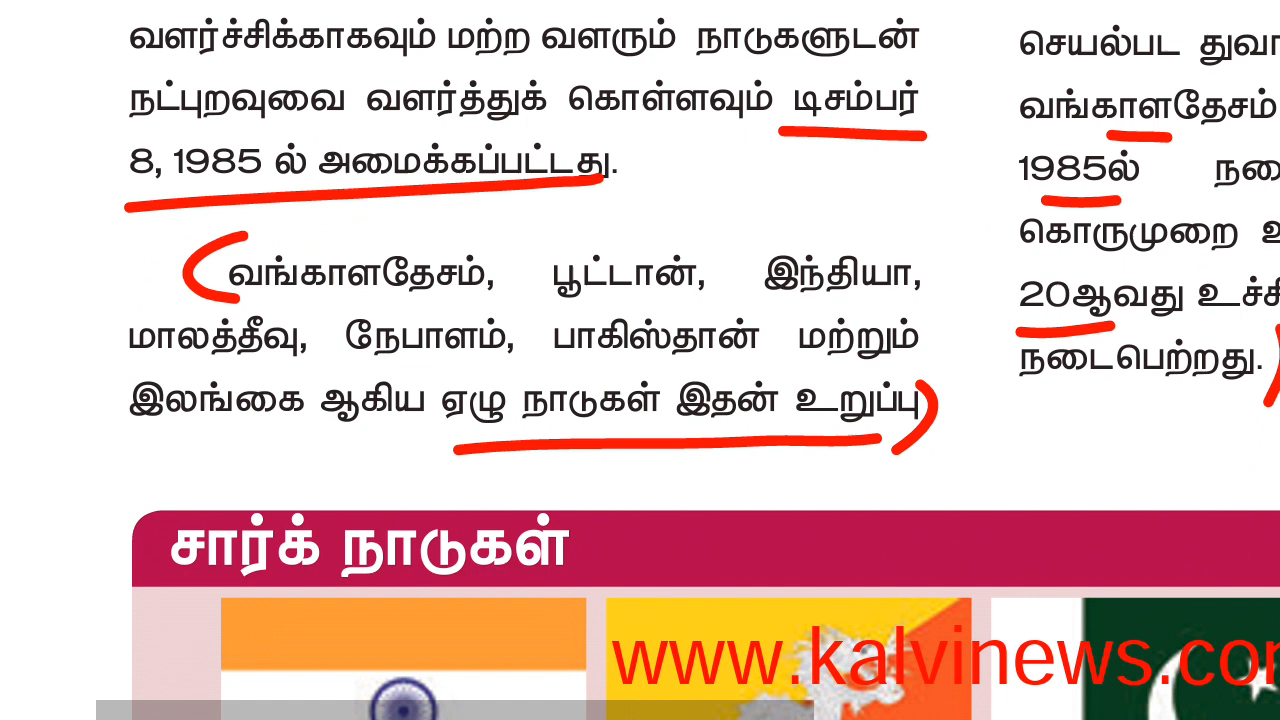 வளர்ச்சிக்காகவும் மற்ற வளரும் நாடுகளுடன்
நட்புறவுவை வளர்த்துக் கொள்ளவும் டிசம்பர்
8, 1985 ல் அமைக்கப்பட்டது.
வங்காளதேசம், பூட்டான், இந்தியா,
மாலத்தீவு, நேபாளம், பாகிஸ்தான் மற்றும்
இலங்கை ஆகிய ஏழு நாடுகள் இதன் உறுப்பு
செயல்பட
வங்காளதேசம்
1985ல்
கொருமுறை
20ஆவது
நடைபெற்றது.
சார்க் நாடுகள்
www.kalvinews.co